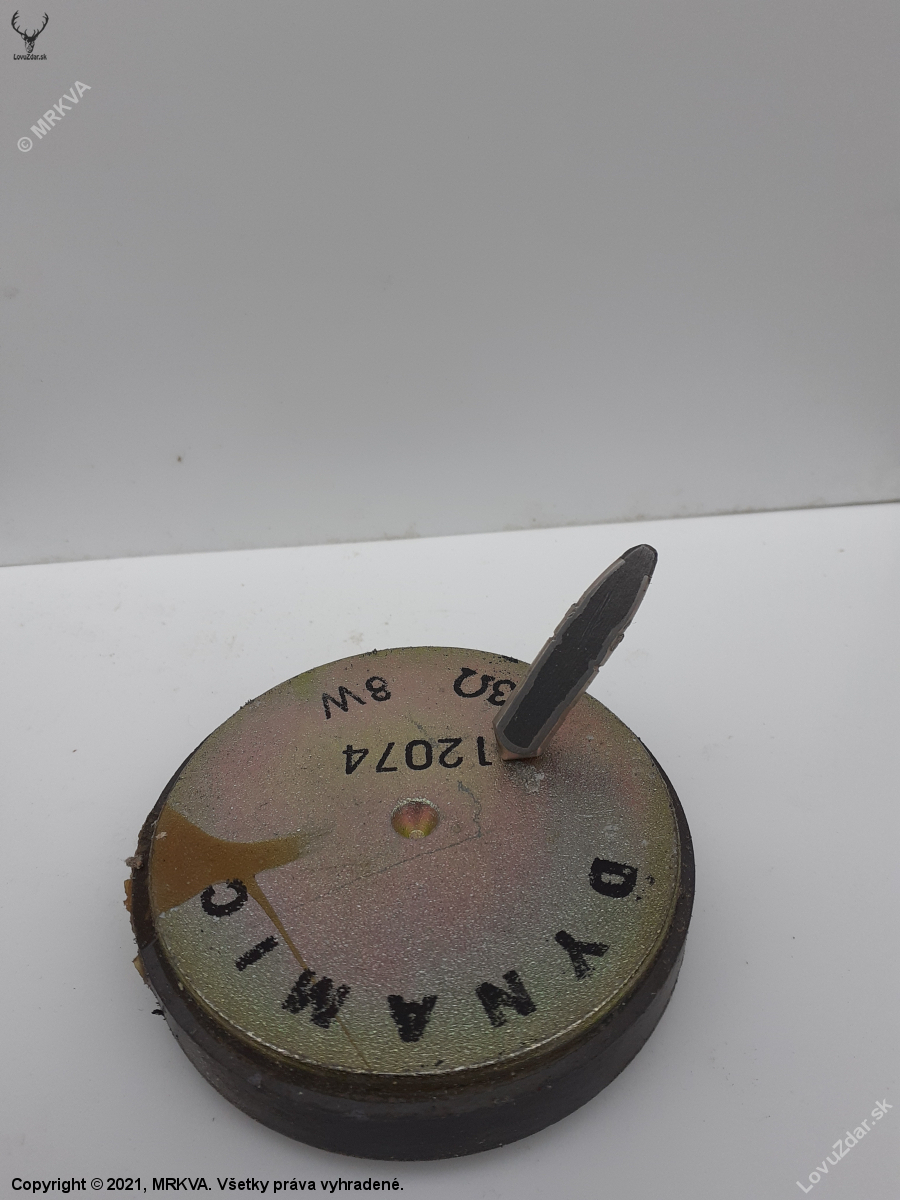 LovuZdar.sk
© MRKVA
8W
3Ω
12074
DYNAMIC
LovuZdar.sk
Copyright © 2021, MRKVA. Všetky práva vyhradené.